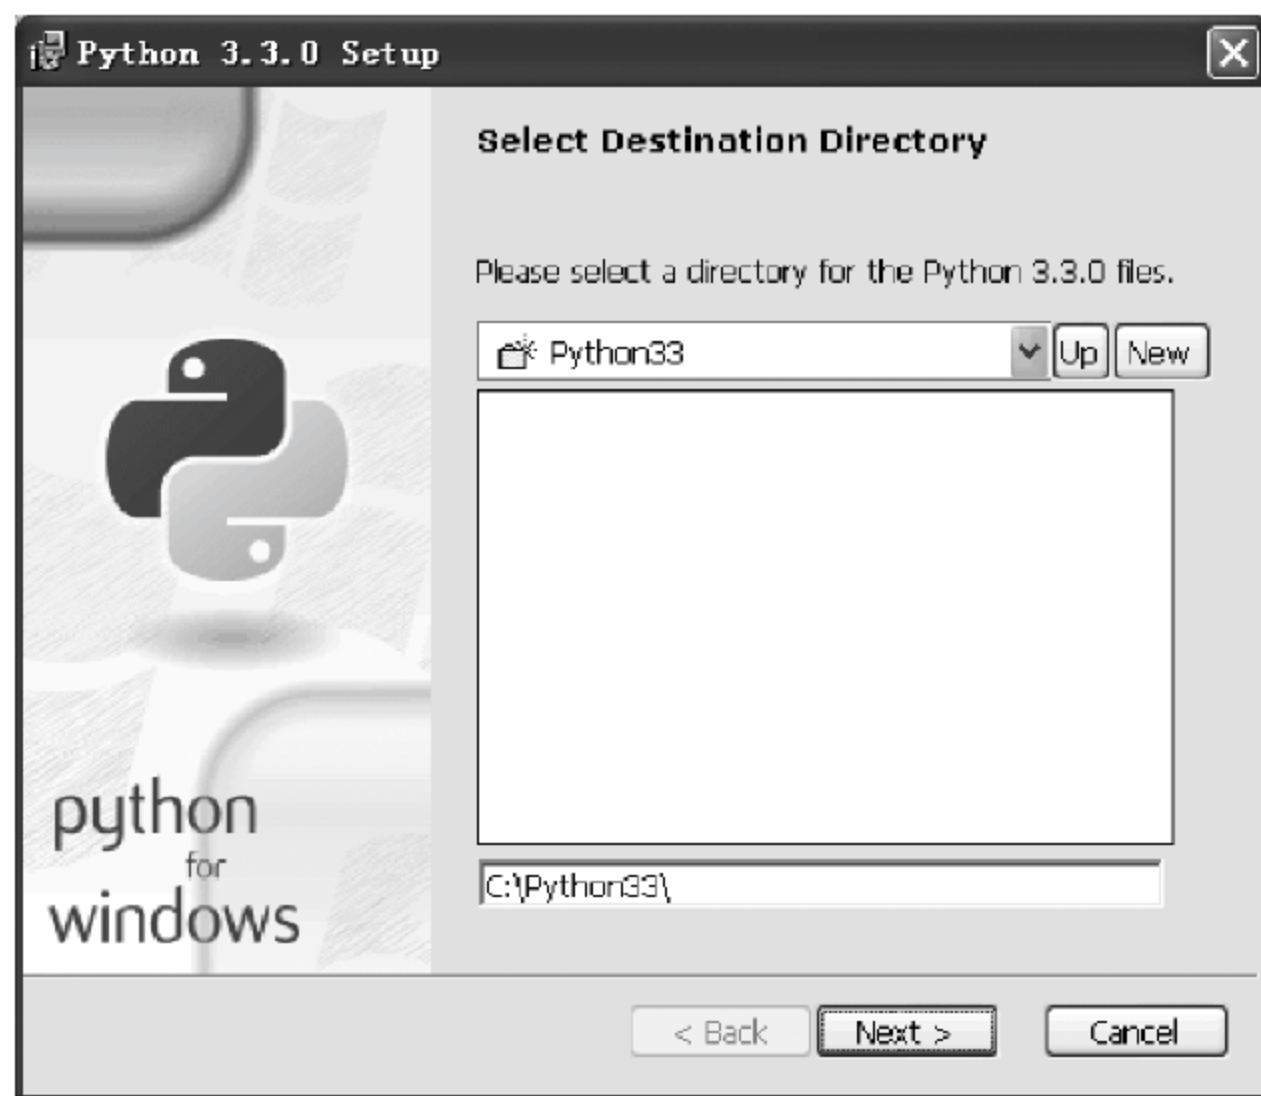 Python 3.3.0 Setup
Select Destination Directory
Please select a directory for the Python 3.3.0 files.
Python33
Up
New
C:\Python33\
python
for
windows
< Back
Next >
Cancel